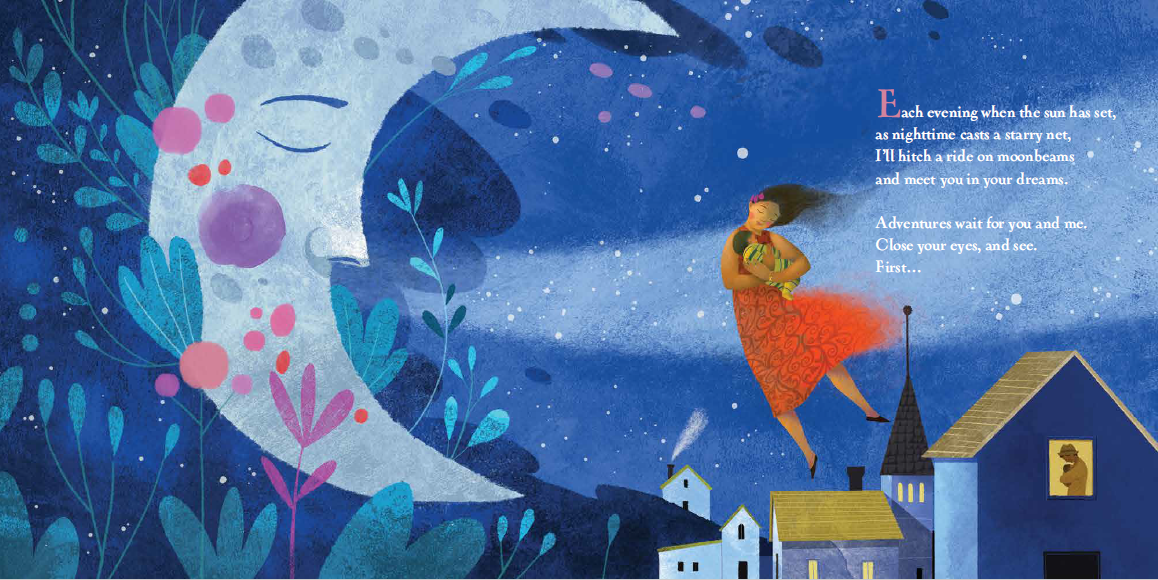 Each evening when the sun has set,
as nighttime casts a starry net,
I'll hitch a ride on moonbeams
and meet you in your dreams.
Adventures wait for you and me.
Close your eyes, and see.
First…